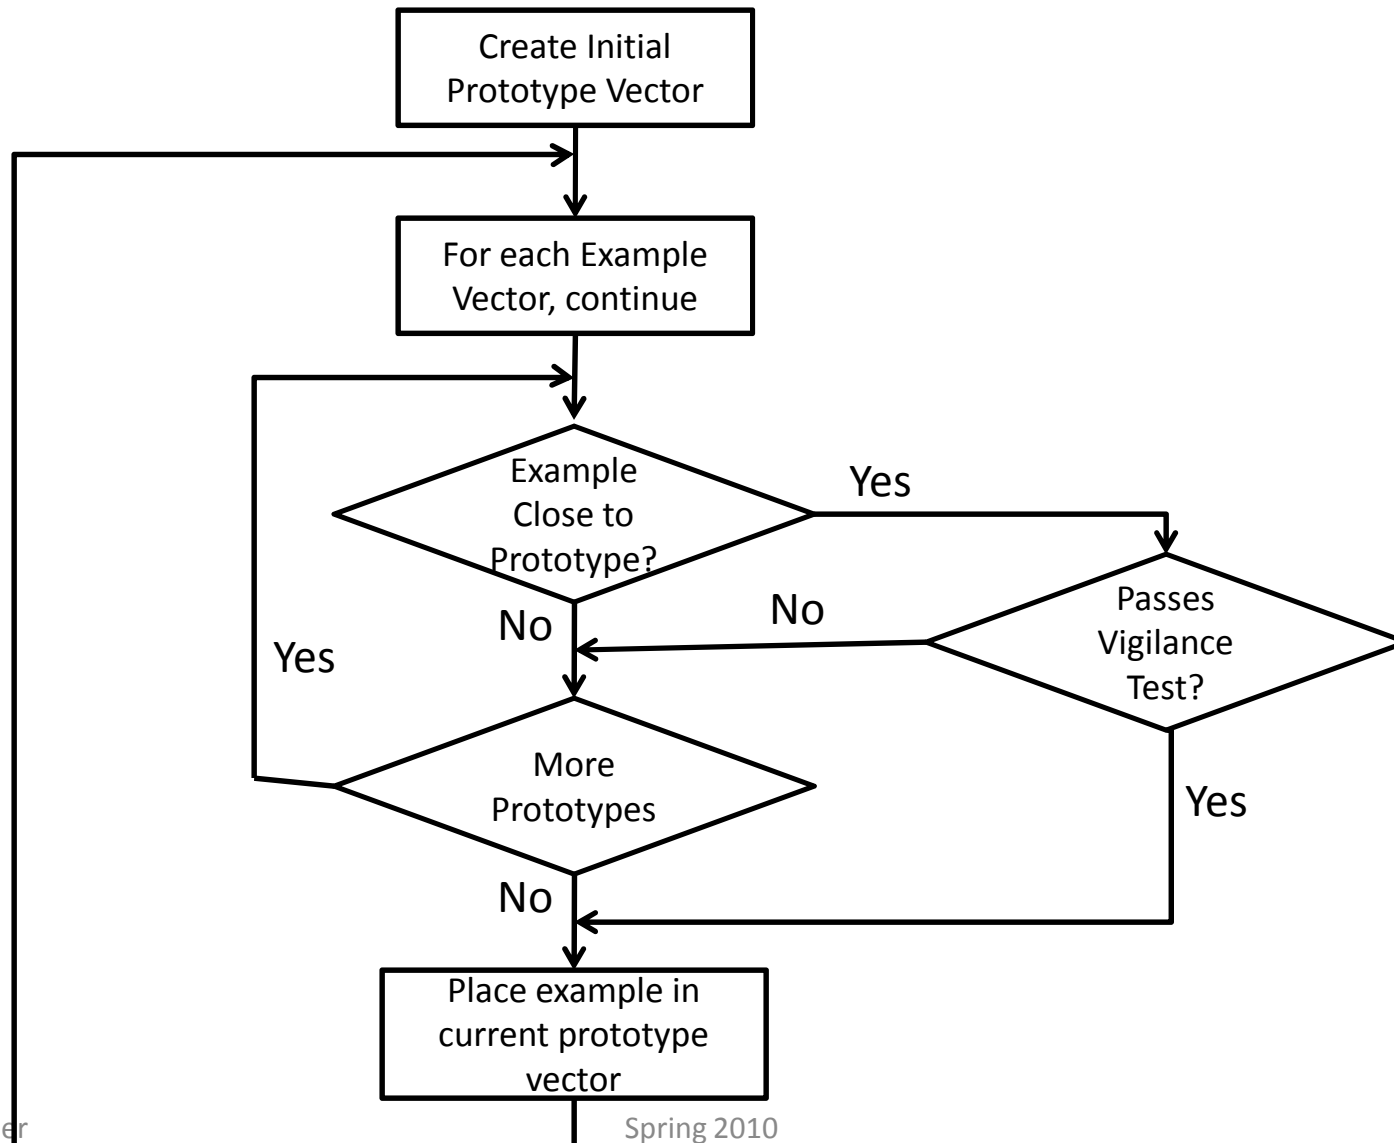 Create Initial
Prototype Vector
For each Example
Vector, continue
Example
Close to
Prototype?
Yes
No
No
Passes
Vigilance
Test?
Yes
More
Prototypes
Yes
No
Place example in
current prototype
vector
er
Spring 2010